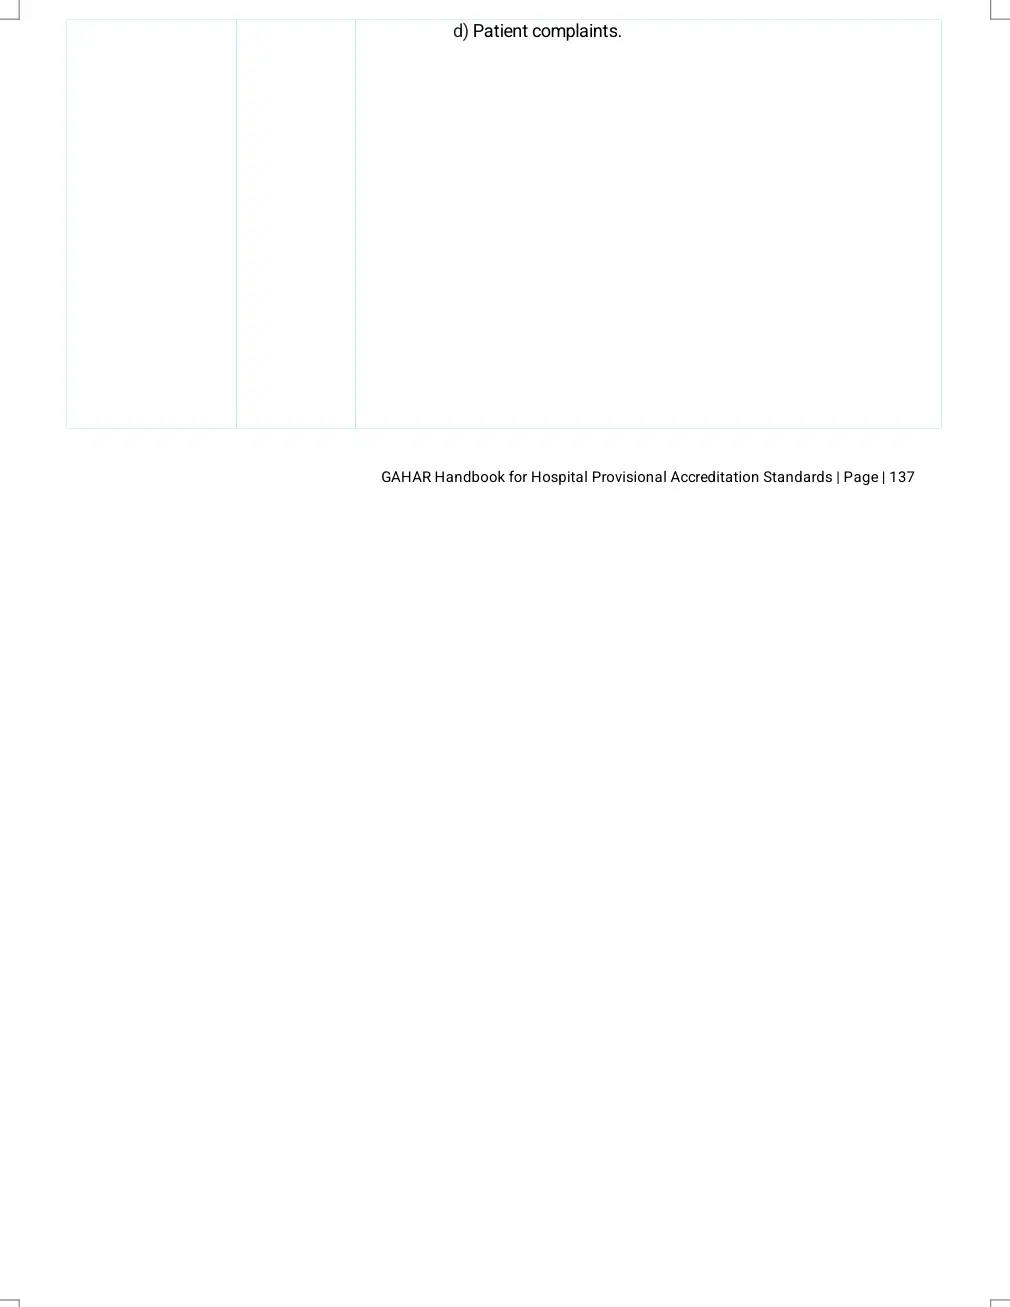 d) Patient complaints.
GAHAR Handbook for Hospital Provisional Accreditation Standards | Page | 137